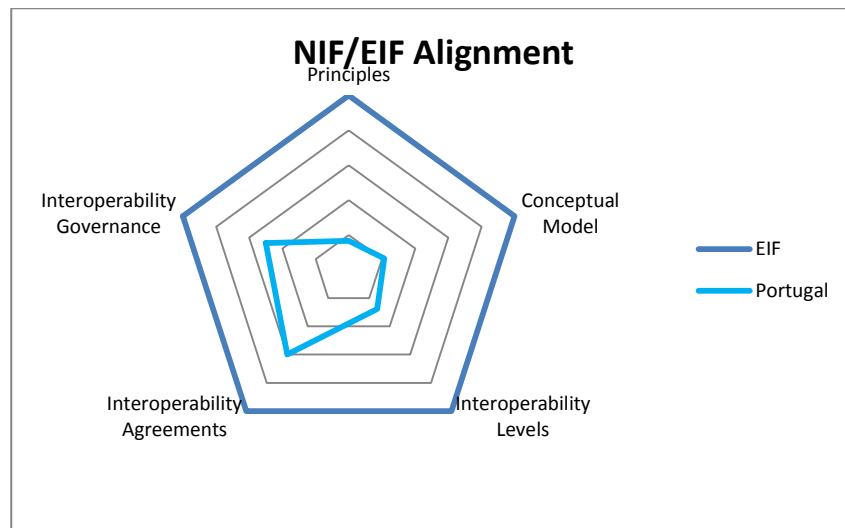 NIF/EIF Alignment
Principles
Conceptual
Model
Interoperability
Levels
Interoperability
Agreements
Interoperability
Governance
EIF
Portugal